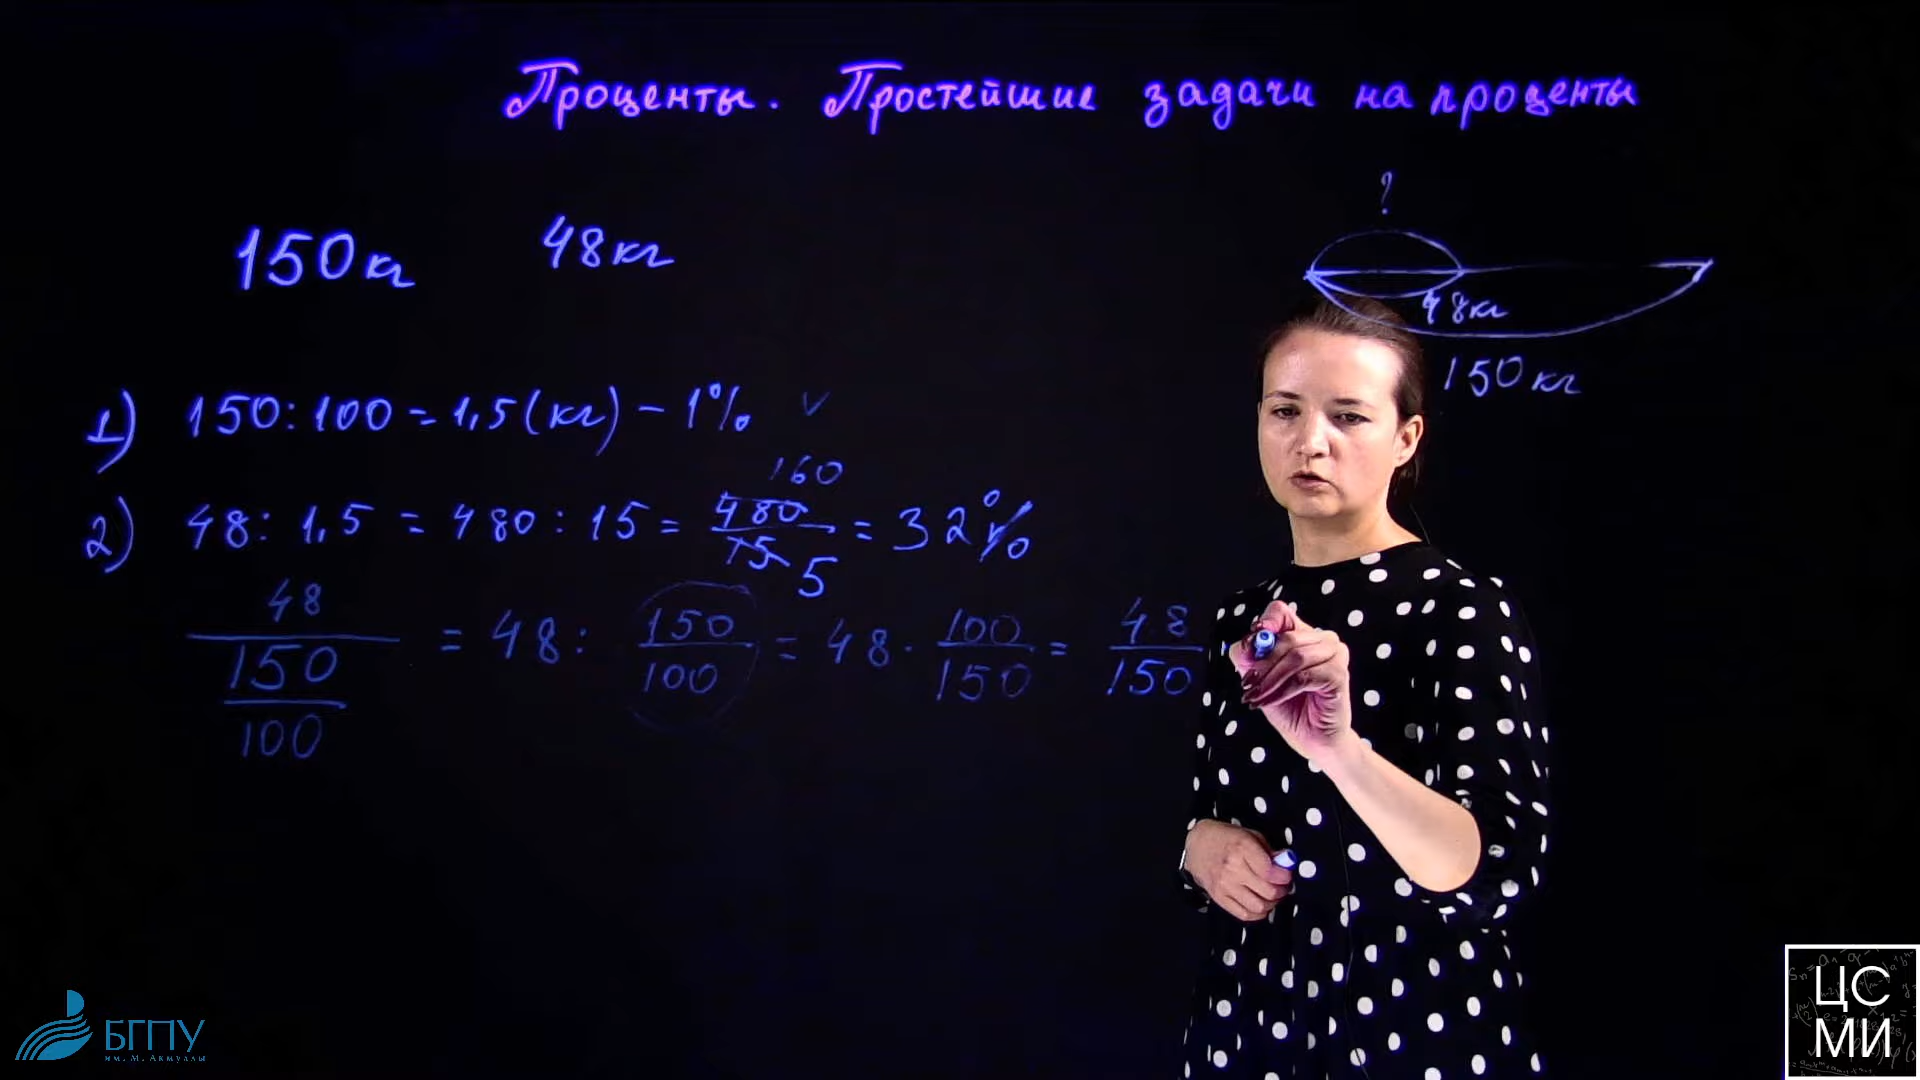 Проценты. Простейшие задачи на проценты
?
150кг 48кг
48кг
150кг
1) 150:100=1,5(кг)-1% v
160
2) 48:1,5=480:15=480/15=32%
5
48/(150/100)=48:150/100=48·100/150=48/150·
БГПУ
им. М. Акмуллы
ЦС
МИ